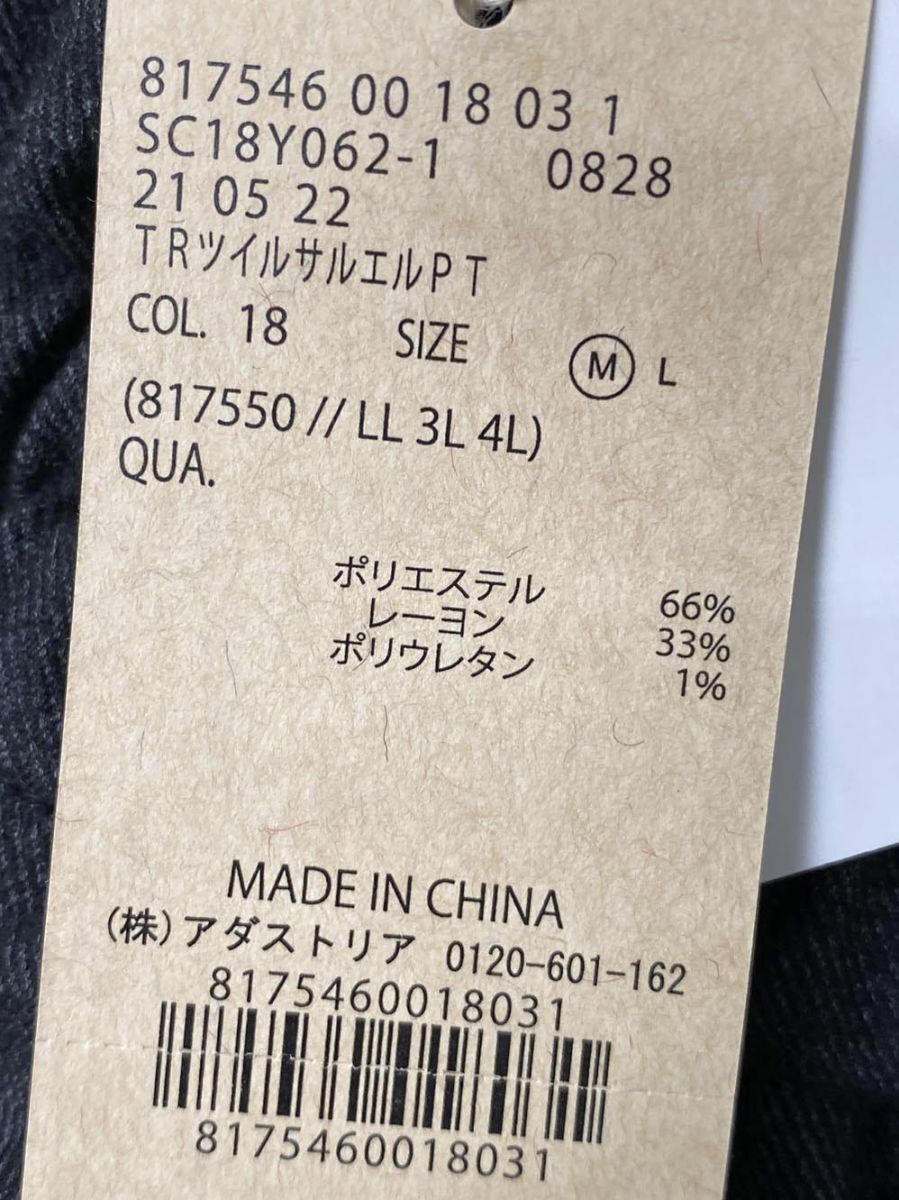 817546 00 18 03 1
SC18Y062-1 0828
21 05 22
TRツイルサルエルPT
COL. 18 SIZE Ⓜ L
(817550 // LL 3L 4L)
QUA.
ポリエステル 66%
レーヨン 33%
ポリウレタン 1%
MADE IN CHINA
(株)アダストリア 0120-601-162
8175460018031
8175460018031